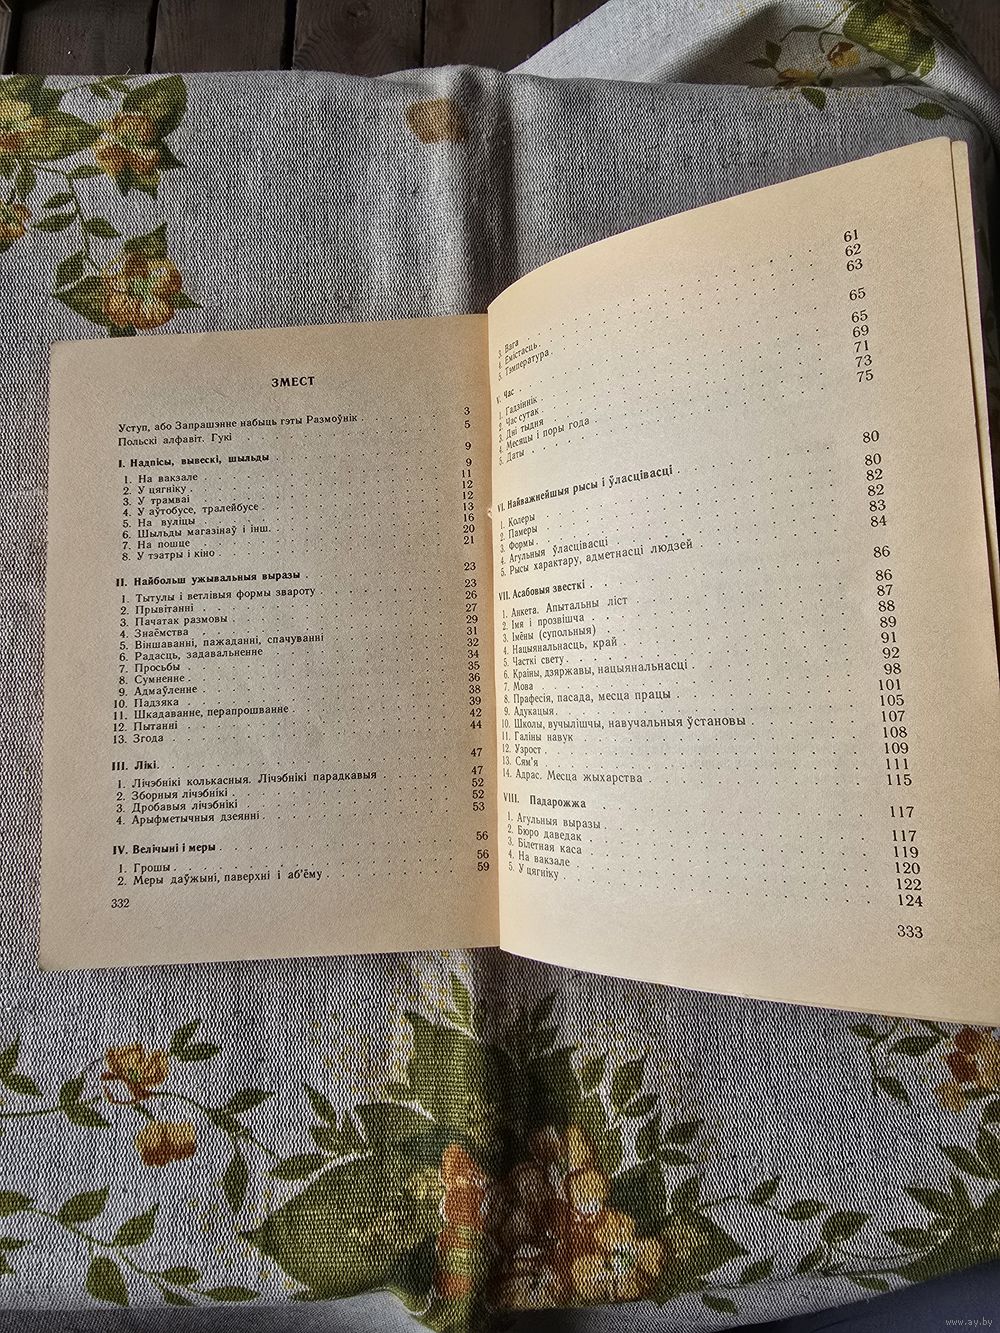 ЗМЕСТ
Уступ, або Запрашэнне набыць гэты Размоўнік . . . 3
Польскі алфавіт. Гукі . . . 5
I. Надпісы, вывескі, шыльды . . . 9
1. На вакзале . . . 9
2. У цягніку . . . 11
3. У трамваі . . . 12
4. У аўтобусе, тралейбусе . . . 12
5. На вуліцы . . . 13
6. Шыльды магазінаў і інш. . . . 16
7. На пошце . . . 20
8. У тэатры і кіно . . . 21
II. Найбольш ужывальныя выразы . . . 23
1. Тытулы і ветлівыя формы звароту . . . 23
2. Прывітанні . . . 26
3. Пачатак размовы . . . 27
4. Знаёмства . . . 29
5. Віншаванні, пажаданні, спачуванні . . . 31
6. Радасць, задавальненне . . . 32
7. Просьбы . . . 34
8. Сумненне . . . 35
9. Адмаўленне . . . 36
10. Падзяка . . . 38
11. Шкадаванне, перапрошванне . . . 39
12. Пытанні . . . 42
13. Згода . . . 44
III. Лікі . . . 47
1. Лічэбнікі колькасныя. Лічэбнікі парадкавыя . . . 47
2. Зборныя лічэбнікі . . . 52
3. Дробавыя лічэбнікі . . . 52
4. Арыфметычныя дзеянні . . . 53
IV. Велічыні і меры . . . 56
1. Грошы . . . 56
2. Меры даўжыні, паверхні і аб'ёму . . . 59
332
3. Вага . . . 61
4. Емістасць . . . 62
5. Тэмпература . . . 63
V. Час . . . 65
1. Гадзіннік . . . 65
2. Час сутак . . . 69
3. Дні тыдня . . . 71
4. Месяцы і поры года . . . 73
5. Даты . . . 75
VI. Найважнейшыя рысы і ўласцівасці . . . 80
1. Колеры . . . 80
2. Памеры . . . 82
3. Формы . . . 82
4. Агульныя ўласцівасці . . . 83
5. Рысы характару, адметнасці людзей . . . 84
VII. Асабовыя звесткі . . . 86
1. Анкета. Апытальны ліст . . . 86
2. Імя і прозвішча . . . 87
3. Імёны (супольныя) . . . 88
4. Нацыянальнасць, край . . . 89
5. Часткі свету . . . 91
6. Краіны, дзяржавы, нацыянальнасці . . . 92
7. Мова . . . 98
8. Прафесія, пасада, месца працы . . . 101
9. Адукацыя . . . 105
10. Школы, вучылішчы, навучальныя ўстановы . . . 107
11. Галіны навук . . . 108
12. Узрост . . . 109
13. Сям'я . . . 111
14. Адрас. Месца жыхарства . . . 115
VIII. Падарожжа . . . 117
1. Агульныя выразы . . . 117
2. Бюро даведак . . . 119
3. Білетная каса . . . 120
4. На вакзале . . . 122
5. У цягніку . . . 124
333
www.ay.by